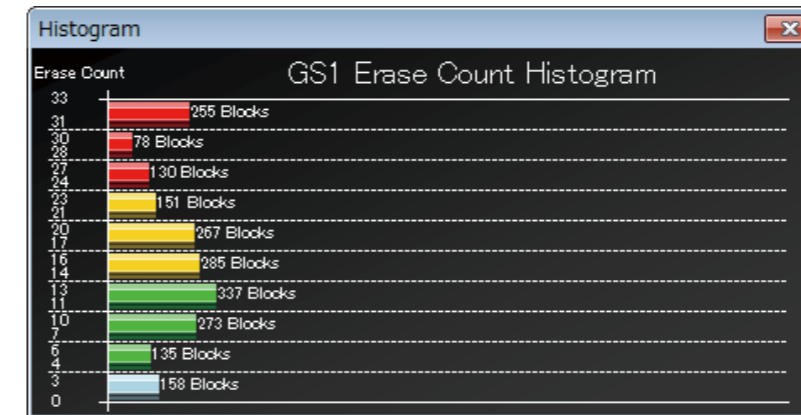 Histogram
GS1 Erase Count Histogram
Erase Count
33
255 Blocks
31
30
78 Blocks
28
27
130 Blocks
24
23
151 Blocks
21
20
267 Blocks
17
16
285 Blocks
14
13
337 Blocks
11
10
273 Blocks
7
6
135 Blocks
4
3
158 Blocks
0